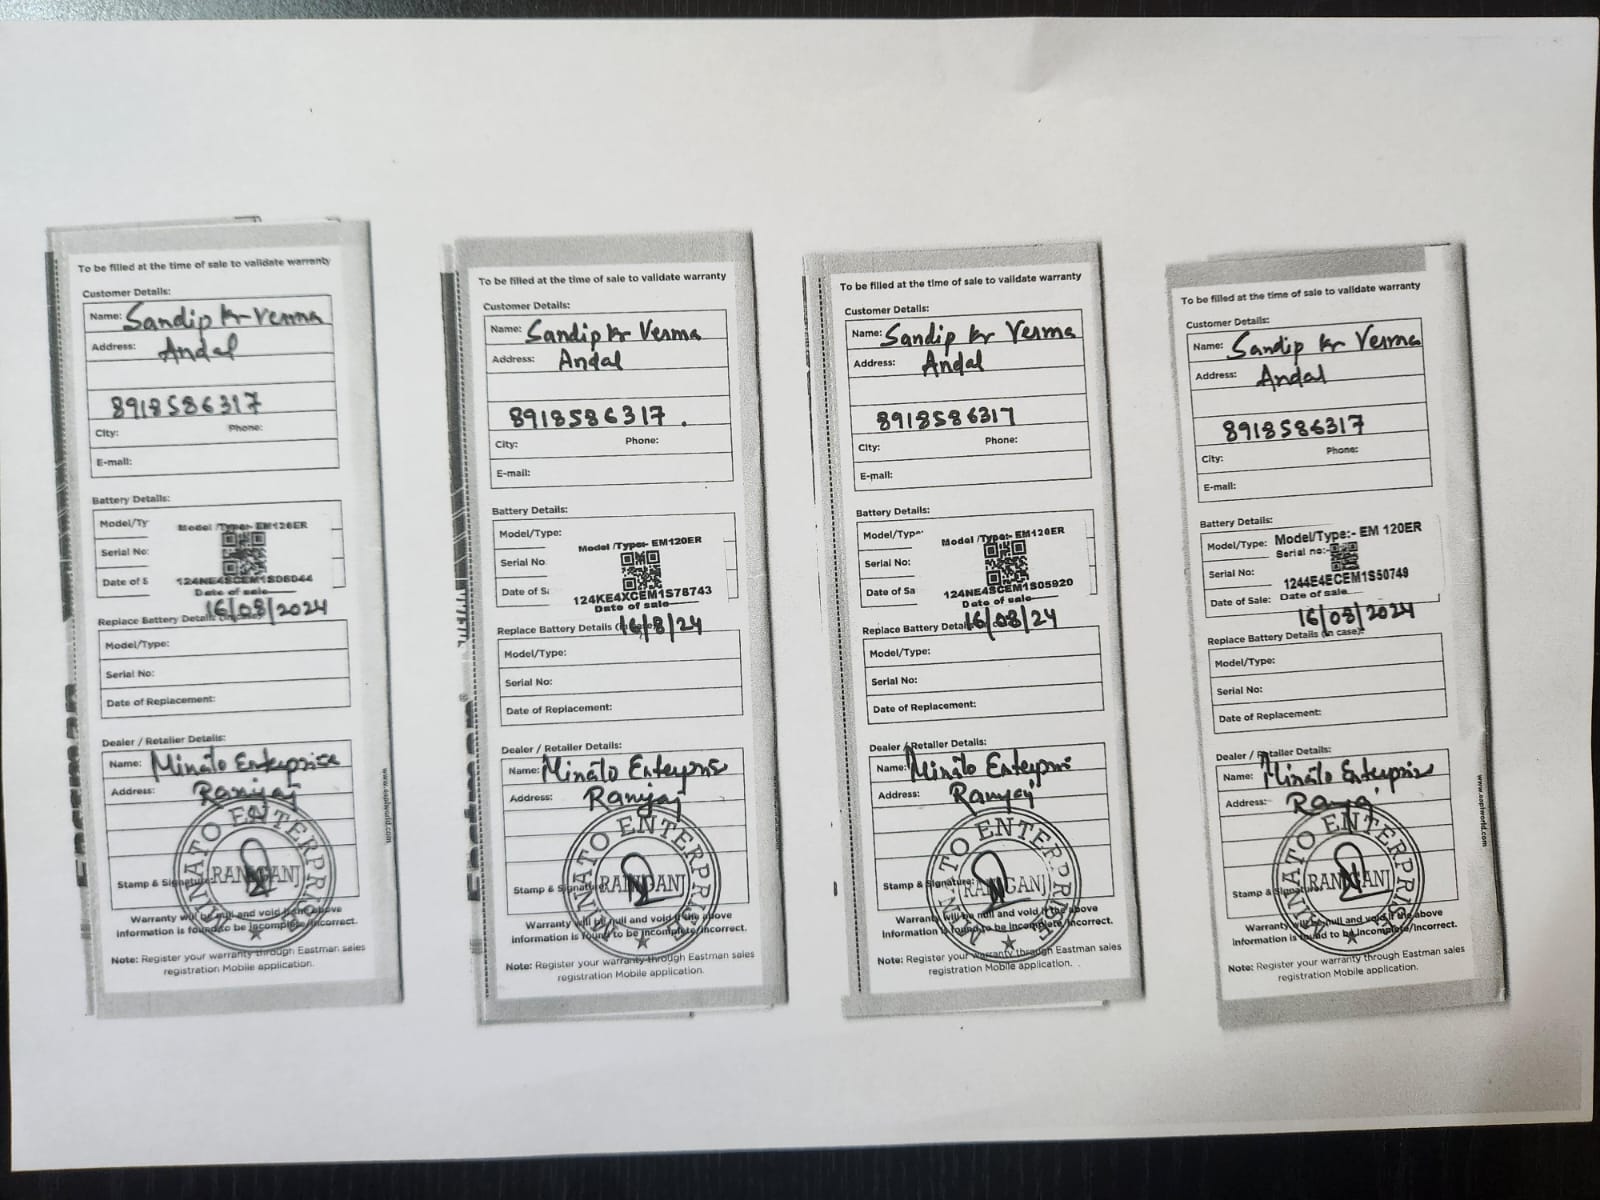 To be filled at the time of sale to validate warranty
Customer Details:
Name: Sandip Kr Verma
Address: Andal
8918586317
City: Phone:
E-mail:
Battery Details:
Model/Ty Model /Type:- EM120ER
Serial No:
Date of S 124NE4SCEM1S06044
Date of sale
16/08/2024
Replace Battery Details
Model/Type:
Serial No:
Date of Replacement:
Dealer / Retailer Details:
Name: Minato Enterprise
Address: Raniganj
MINATO ENTERPRISE
Stamp & Signature: RANIGANJ
Warranty will be null and void if the above
information is found to be incomplete/incorrect.
Note: Register your warranty through Eastman sales
registration Mobile application.
www.eaplworld.com
To be filled at the time of sale to validate warranty
Customer Details:
Name: Sandip Kr Verma
Address: Andal
8918586317.
City: Phone:
E-mail:
Battery Details:
Model/Type:
Model /Type:- EM120ER
Serial No
Date of Sa 124KE4XCEM1S78743
Date of sale
16/8/24
Replace Battery Details (in case):
Model/Type:
Serial No:
Date of Replacement:
Dealer / Retailer Details:
Name: Minato Enterpris
Address: Raniganj
MINATO ENTERPRISE
Stamp & Signature: RANIGANJ
Warranty will be null and void if the above
information is found to be incomplete/incorrect.
Note: Register your warranty through Eastman sales
registration Mobile application.
To be filled at the time of sale to validate warranty
Customer Details:
Name: Sandip Kr Verma
Address: Andal
8918586317
City: Phone:
E-mail:
Battery Details:
Model/Type Model /Type:- EM120ER
Serial No:
Date of Sa 124NE4SCEM1S05920
Date of sale
16/08/24
Replace Battery Details
Model/Type:
Serial No:
Date of Replacement:
Dealer / Retailer Details:
Name: Minato Enterpri
Address: Raniganj
MINATO ENTERPRISE
Stamp & Signature: RANIGANJ
Warranty will be null and void if the above
information is found to be incomplete/incorrect.
Note: Register your warranty through Eastman sales
registration Mobile application.
To be filled at the time of sale to validate warranty
Customer Details:
Name: Sandip Kr Verma
Address: Andal
8918586317
City: Phone:
E-mail:
Battery Details:
Model/Type: Model/Type:- EM 120ER
Serial no:-
Serial No: 1244E4ECEM1S50749
Date of Sale: Date of sale
16/08/2024
Replace Battery Details (in case):
Model/Type:
Serial No:
Date of Replacement:
Dealer / Retailer Details:
Name: Minato Enterpris
Address:
MINATO ENTERPRISE
Stamp & Signature: RANIGANJ
Warranty will be null and void if the above
information is found to be incomplete/incorrect.
Note: Register your warranty through Eastman sales
registration Mobile application.
www.eaplworld.com